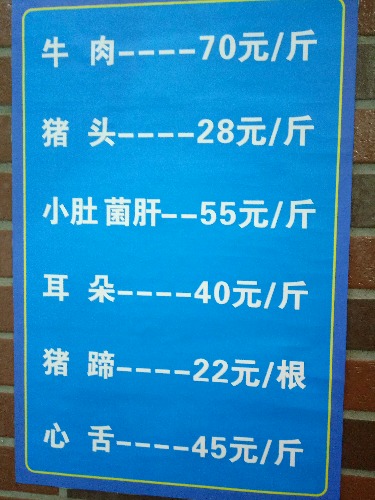 牛 肉----70元/斤
猪 头----28元/斤
小肚菌肝--55元/斤
耳 朵----40元/斤
猪 蹄----22元/根
心 舌----45元/斤